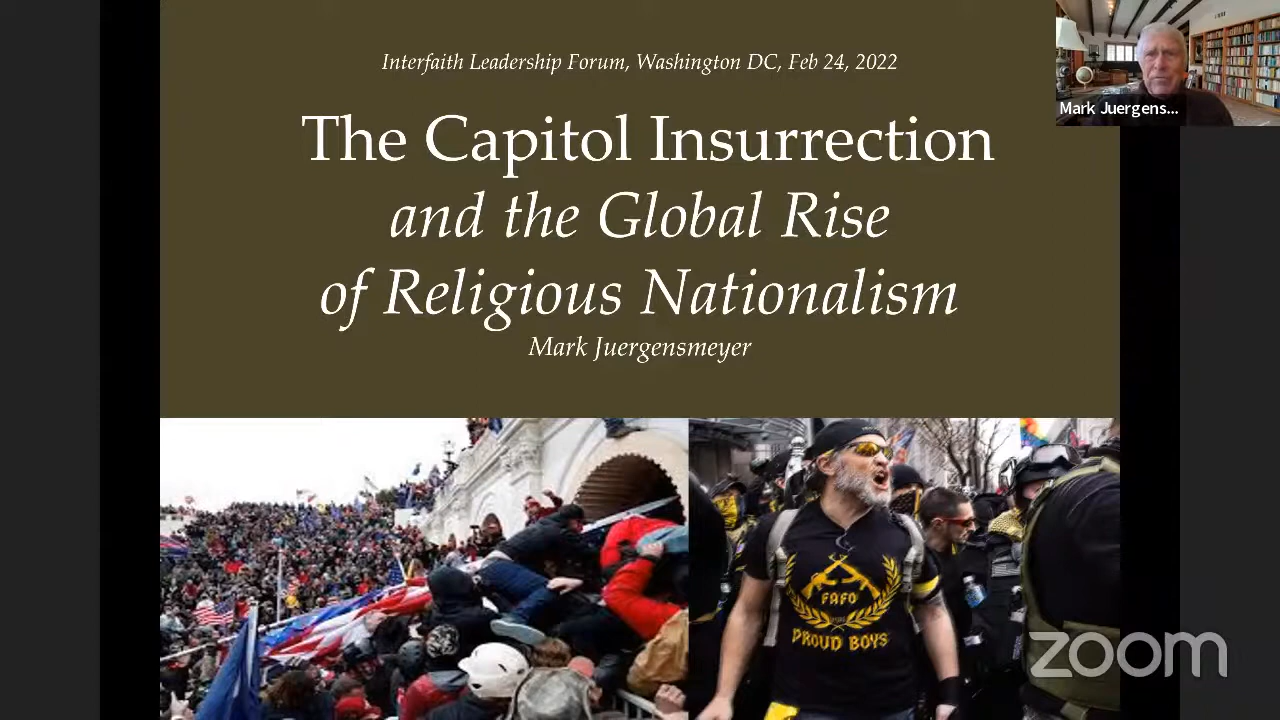 Interfaith Leadership Forum, Washington DC, Feb 24, 2022
The Capitol Insurrection
and the Global Rise
of Religious Nationalism
Mark Juergensmeyer
Mark Juergens...
FAFO
PROUD BOYS
zoom